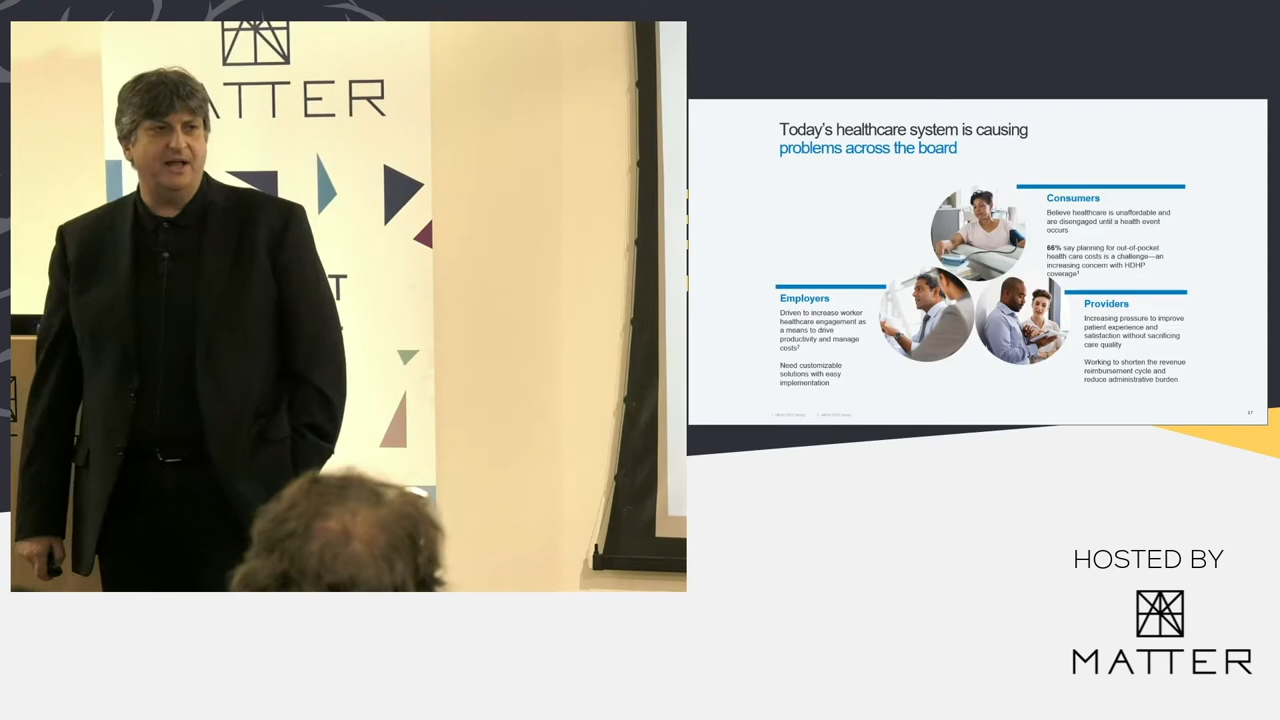 MATTER
T
Today's healthcare system is causing
problems across the board
Consumers
Believe healthcare is unaffordable and
are disengaged until a health event
occurs
66% say planning for out-of-pocket
health care costs is a challenge—an
increasing concern with HDHP
coverage¹
Employers
Driven to increase worker
healthcare engagement as
a means to drive
productivity and manage
costs²
Need customizable
solutions with easy
implementation
Providers
Increasing pressure to improve
patient experience and
satisfaction without sacrificing
care quality
Working to shorten the revenue
reimbursement cycle and
reduce administrative burden
17
HOSTED BY
MATTER